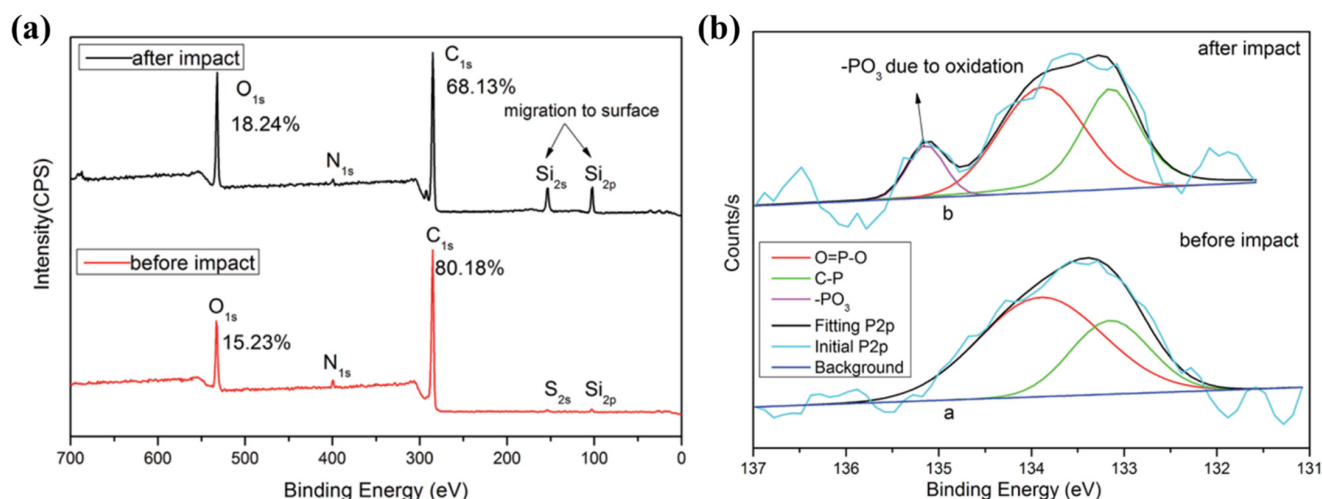 (a)
after impact
O1s
18.24%
N1s
C1s
68.13%
migration to surface
Si2s
Si2p
before impact
O1s
15.23%
N1s
C1s
80.18%
S2s
Si2p
Intensity(CPS)
700 600 500 400 300 200 100 0
Binding Energy (eV)
(b)
after impact
-PO3 due to oxidation
b
before impact
O=P-O
C-P
-PO3
Fitting P2p
Initial P2p
Background
a
Counts/s
137 136 135 134 133 132 131
Binding Energy (eV)